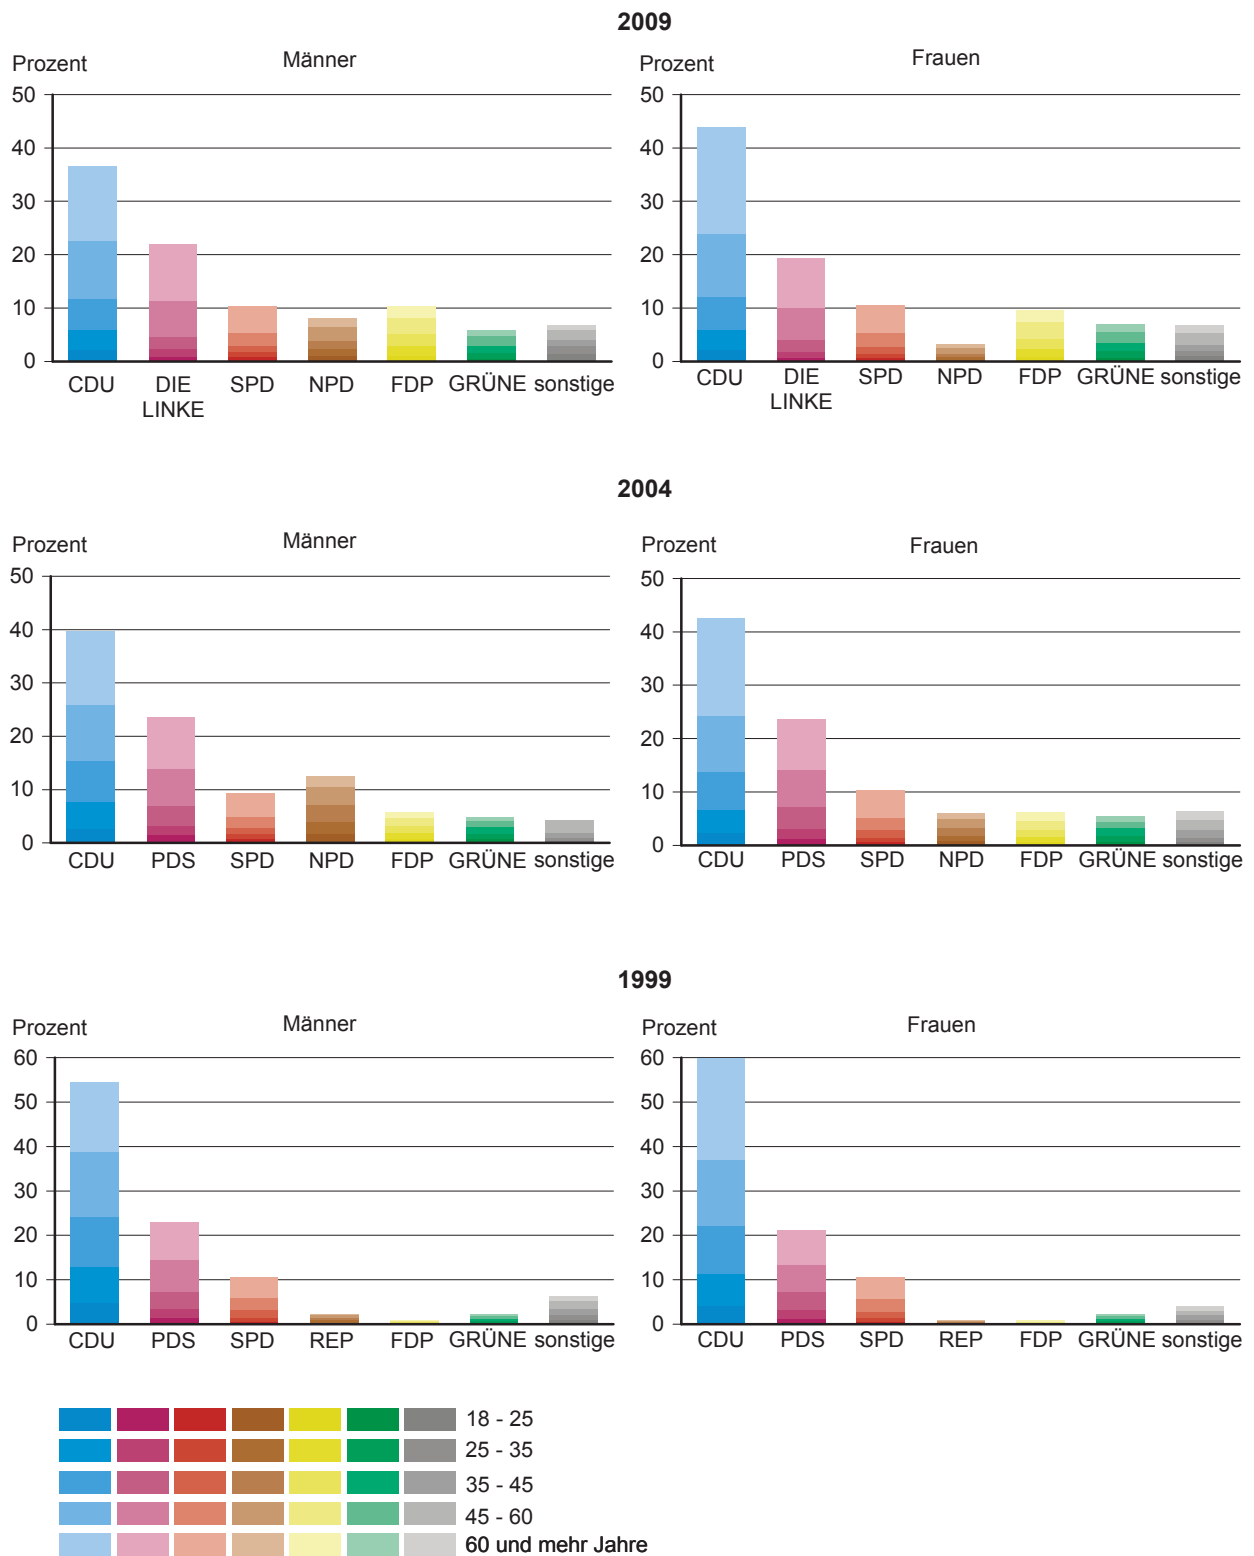 2009
Männer
Frauen
Prozent
Prozent
50
40
30
20
10
0
50
40
30
20
10
0
CDU DIE SPD NPD FDP GRÜNE sonstige
LINKE
CDU DIE SPD NPD FDP GRÜNE sonstige
LINKE
2004
Männer
Frauen
Prozent
Prozent
50
40
30
20
10
0
50
40
30
20
10
0
CDU PDS SPD NPD FDP GRÜNE sonstige
CDU PDS SPD NPD FDP GRÜNE sonstige
1999
Männer
Frauen
Prozent
Prozent
60
50
40
30
20
10
0
60
50
40
30
20
10
0
CDU PDS SPD REP FDP GRÜNE sonstige
CDU PDS SPD REP FDP GRÜNE sonstige
18 - 25
25 - 35
35 - 45
45 - 60
60 und mehr Jahre